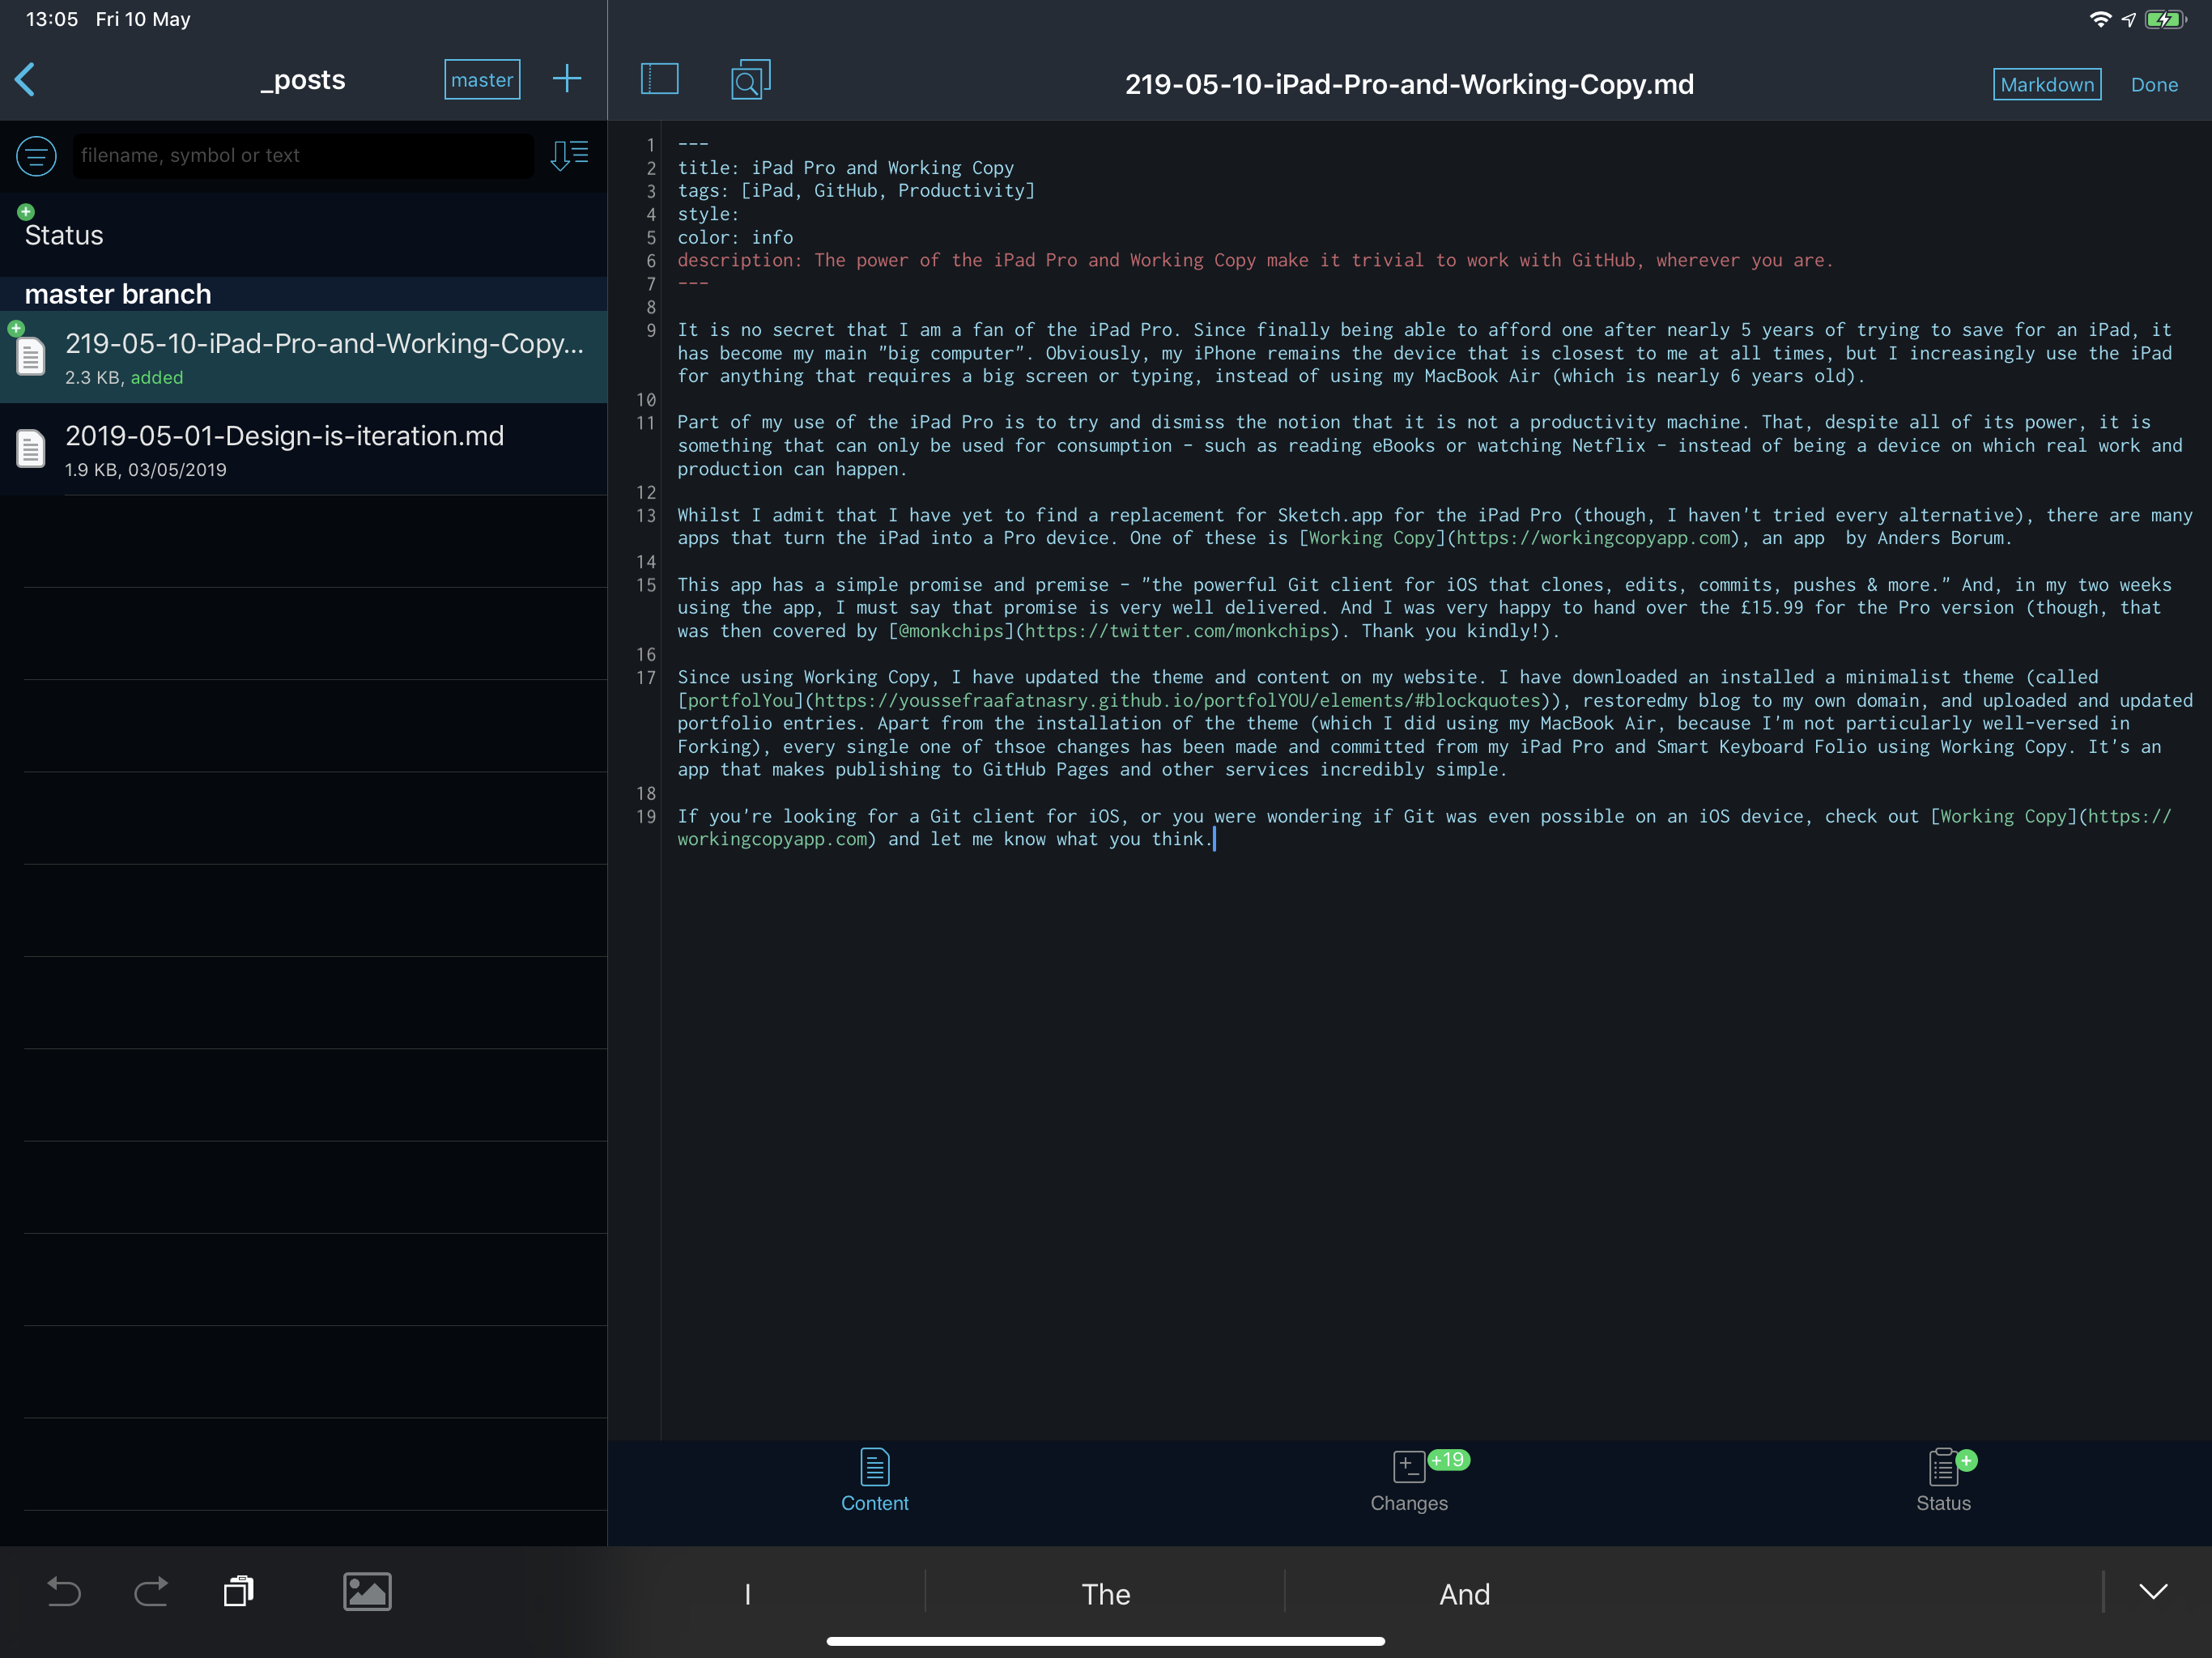 13:05 Fri 10 May
_posts
master
219-05-10-iPad-Pro-and-Working-Copy.md
Markdown
Done
filename, symbol or text
Status
master branch
219-05-10-iPad-Pro-and-Working-Copy...
2.3 KB, added
2019-05-01-Design-is-iteration.md
1.9 KB, 03/05/2019
1 ---
2 title: iPad Pro and Working Copy
3 tags: [iPad, GitHub, Productivity]
4 style:
5 color: info
6 description: The power of the iPad Pro and Working Copy make it trivial to work with GitHub, wherever you are.
7 ---
8
9 It is no secret that I am a fan of the iPad Pro. Since finally being able to afford one after nearly 5 years of trying to save for an iPad, it
has become my main "big computer". Obviously, my iPhone remains the device that is closest to me at all times, but I increasingly use the iPad
for anything that requires a big screen or typing, instead of using my MacBook Air (which is nearly 6 years old).
10
11 Part of my use of the iPad Pro is to try and dismiss the notion that it is not a productivity machine. That, despite all of its power, it is
something that can only be used for consumption - such as reading eBooks or watching Netflix - instead of being a device on which real work and
production can happen.
12
13 Whilst I admit that I have yet to find a replacement for Sketch.app for the iPad Pro (though, I haven't tried every alternative), there are many
apps that turn the iPad into a Pro device. One of these is [Working Copy](https://workingcopyapp.com), an app  by Anders Borum.
14
15 This app has a simple promise and premise - "the powerful Git client for iOS that clones, edits, commits, pushes & more." And, in my two weeks
using the app, I must say that promise is very well delivered. And I was very happy to hand over the £15.99 for the Pro version (though, that
was then covered by [@monkchips](https://twitter.com/monkchips). Thank you kindly!).
16
17 Since using Working Copy, I have updated the theme and content on my website. I have downloaded an installed a minimalist theme (called
[portfolYou](https://youssefraafatnasry.github.io/portfolYOU/elements/#blockquotes)), restoredmy blog to my own domain, and uploaded and updated
portfolio entries. Apart from the installation of the theme (which I did using my MacBook Air, because I'm not particularly well-versed in
Forking), every single one of thsoe changes has been made and committed from my iPad Pro and Smart Keyboard Folio using Working Copy. It's an
app that makes publishing to GitHub Pages and other services incredibly simple.
18
19 If you're looking for a Git client for iOS, or you were wondering if Git was even possible on an iOS device, check out [Working Copy](https://
workingcopyapp.com) and let me know what you think.
Content
+19
Changes
Status
I
The
And